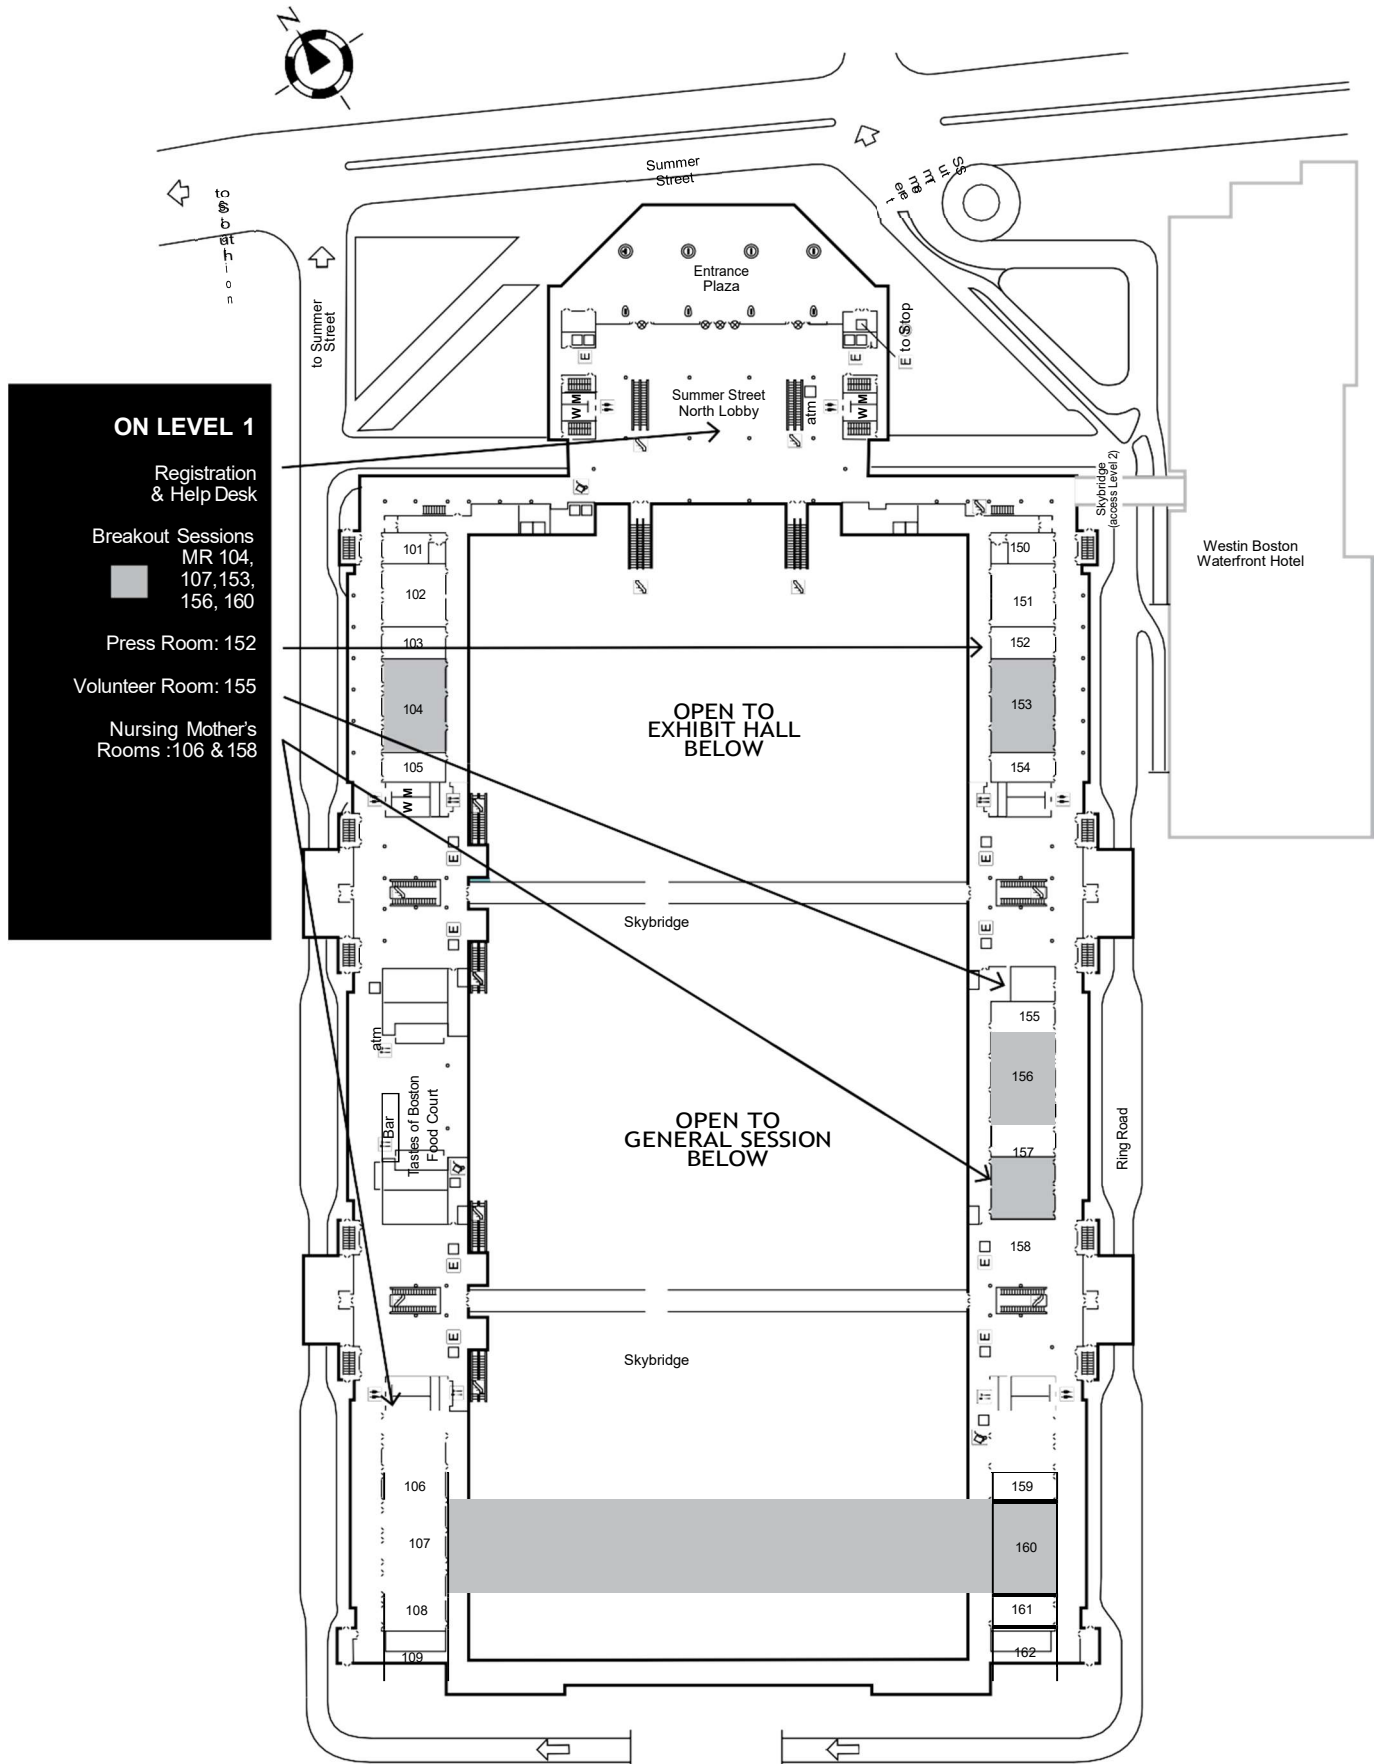 N
Summer
Street
to Summer
Street
Entrance
Plaza
E to Stop
E
E
Summer Street
North Lobby
W M
atm
W M
ON LEVEL 1
Registration
& Help Desk
Breakout Sessions
MR 104,
107,153,
156, 160
Press Room: 152
Volunteer Room: 155
Nursing Mother's
Rooms :106 & 158
Skybridge
(access Level 2)
Westin Boston
Waterfront Hotel
101
102
103
104
105
W M
150
151
152
153
154
OPEN TO
EXHIBIT HALL
BELOW
E
E
E
E
Skybridge
atm
Bar
Tastes of Boston
Food Court
155
156
157
158
OPEN TO
GENERAL SESSION
BELOW
Ring Road
E
E
E
E
Skybridge
106
107
108
109
159
160
161
162